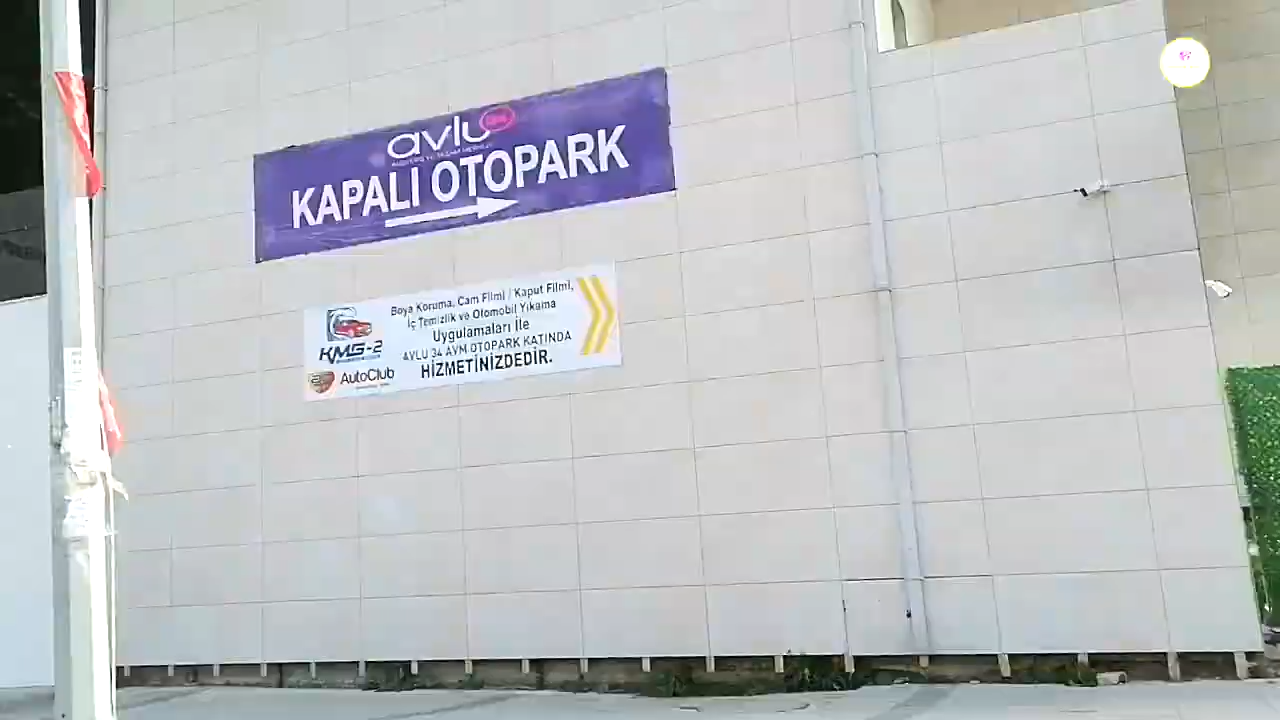 avlu
KAPALI OTOPARK
Boya Koruma, Cam Filmi / Kaput Filmi,
İç Temizlik ve Otomobil Yıkama
Uygulamaları İle
AVLU 34 AVM OTOPARK KATINDA
HİZMETİNİZDEDİR.
KMS-2
AutoClub